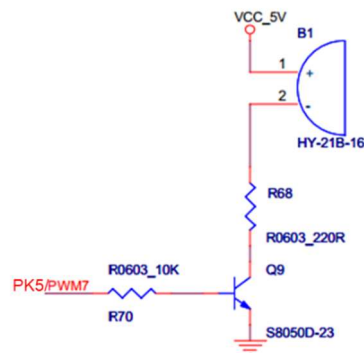 VCC_5V
B1
1
+
2
-
HY-21B-16
R68
R0603_220R
R0603_10K
Q9
PK5/PWM7
R70
S8050D-23